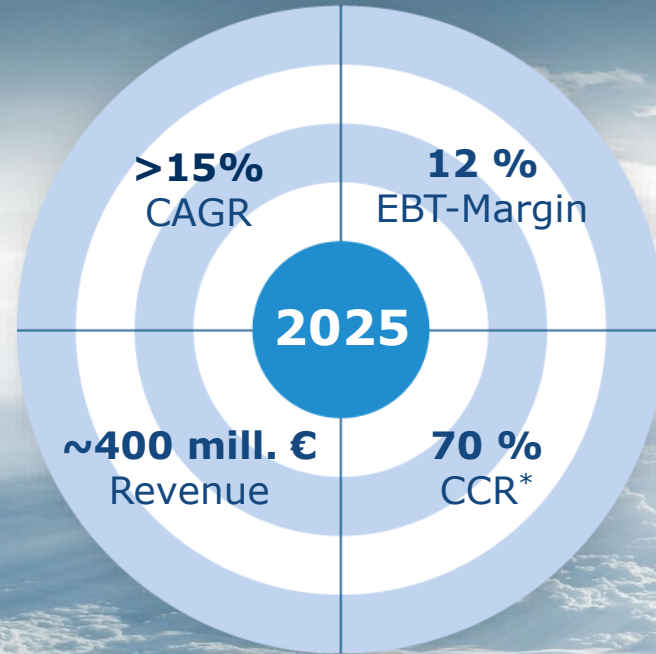 >15%
CAGR
12 %
EBT-Margin
2025
~400 mill. €
Revenue
70 %
CCR*